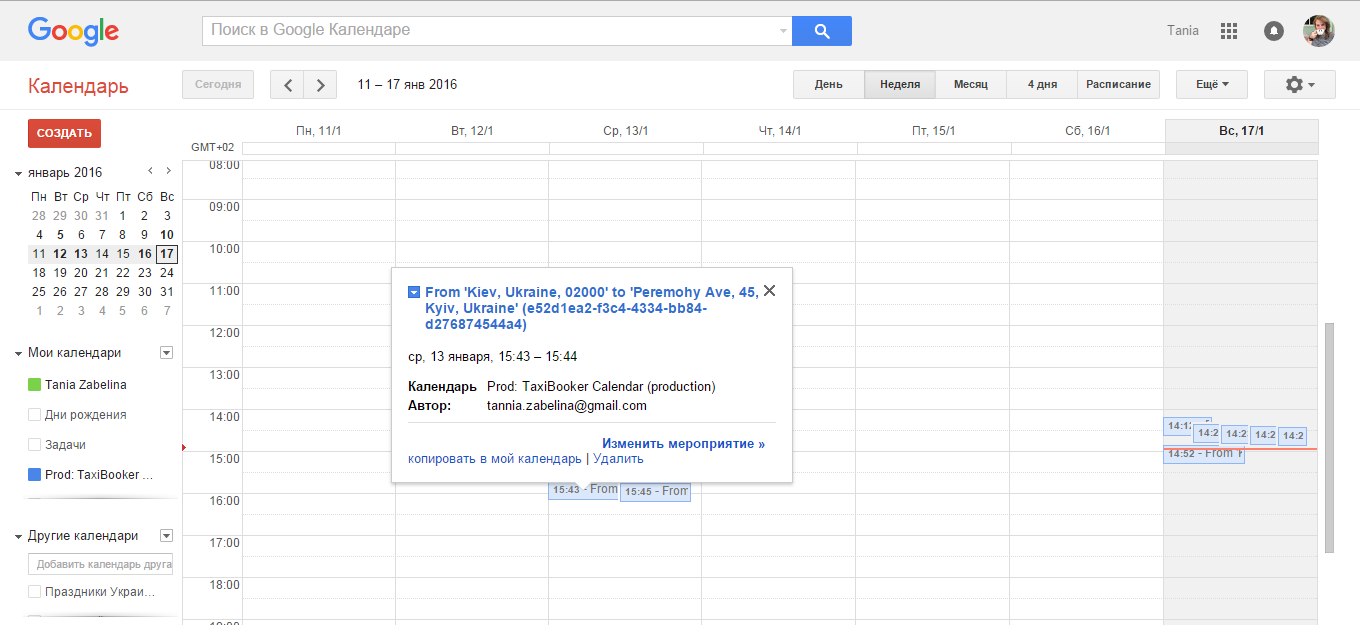 Google
Поиск в Google Календаре
Tania
Календарь
Сегодня
11 – 17 янв 2016
День
Неделя
Месяц
4 дня
Расписание
Ещё
СОЗДАТЬ
январь 2016
Пн Вт Ср Чт Пт Сб Вс
28 29 30 31 1 2 3
4 5 6 7 8 9 10
11 12 13 14 15 16 17
18 19 20 21 22 23 24
25 26 27 28 29 30 31
1 2 3 4 5 6 7
Мои календари
Tania Zabelina
Дни рождения
Задачи
Prod: TaxiBooker ...
Другие календари
Добавить календарь друга
Праздники Украи...
GMT+02
Пн, 11/1
Вт, 12/1
Ср, 13/1
Чт, 14/1
Пт, 15/1
Сб, 16/1
Вс, 17/1
08:00
09:00
10:00
11:00
12:00
13:00
14:00
15:00
16:00
17:00
18:00
From 'Kiev, Ukraine, 02000' to 'Peremohy Ave, 45,
Kyiv, Ukraine' (e52d1ea2-f3c4-4334-bb84-
d276874544a4)
ср, 13 января, 15:43 – 15:44
Календарь Prod: TaxiBooker Calendar (production)
Автор: tannia.zabelina@gmail.com
Изменить мероприятие »
копировать в мой календарь | Удалить
15:43 - From
15:45 - From
14:1
14:2
14:2
14:2
14:2
14:52 - From